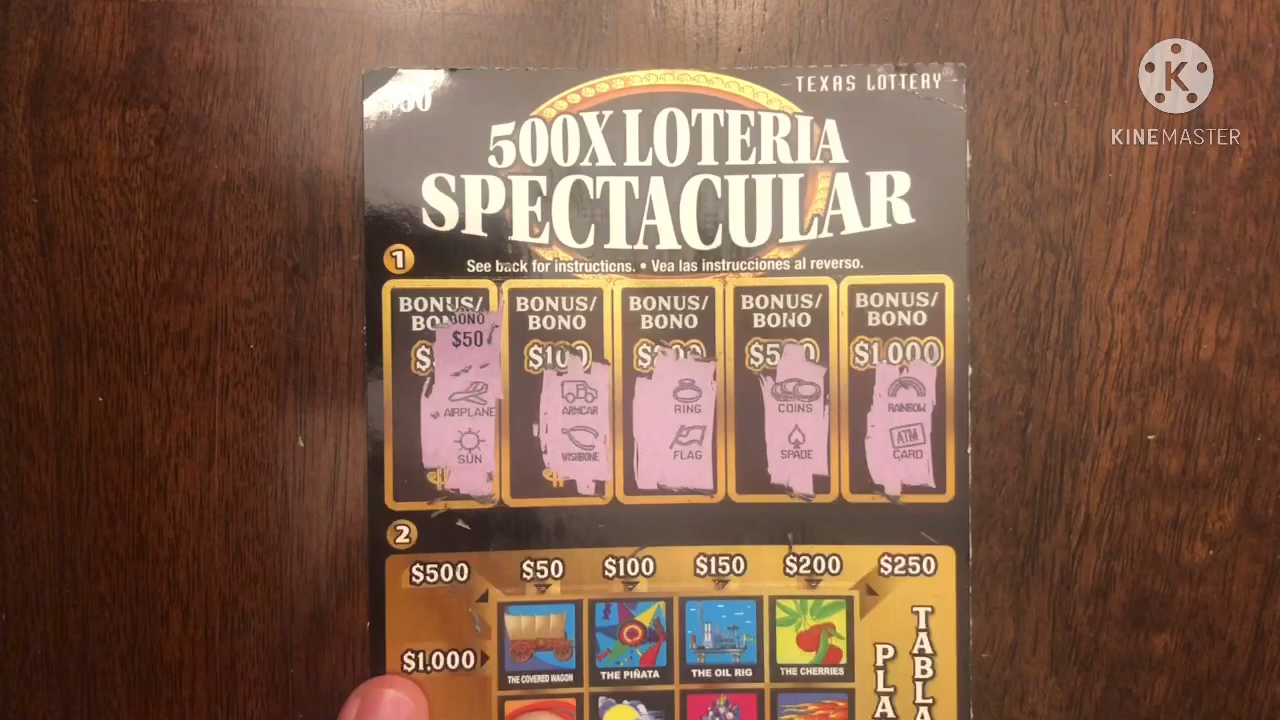 TEXAS LOTTERY
500X LOTERIA
SPECTACULAR
1
See back for instructions. • Vea las instrucciones al reverso.
BONUS/ BONUS/ BONUS/ BONUS/ BONUS/
BONO BONO BONO BONO
BONO
$50
$100 $1,000
AIRPLANE ARMCAR RING COINS RAINBOW
SUN WISHBONE FLAG SPADE ATM CARD
2
$500 $50 $100 $150 $200 $250
$1,000
THE COVERED WAGON THE PIÑATA THE OIL RIG THE CHERRIES
K
KINEMASTER